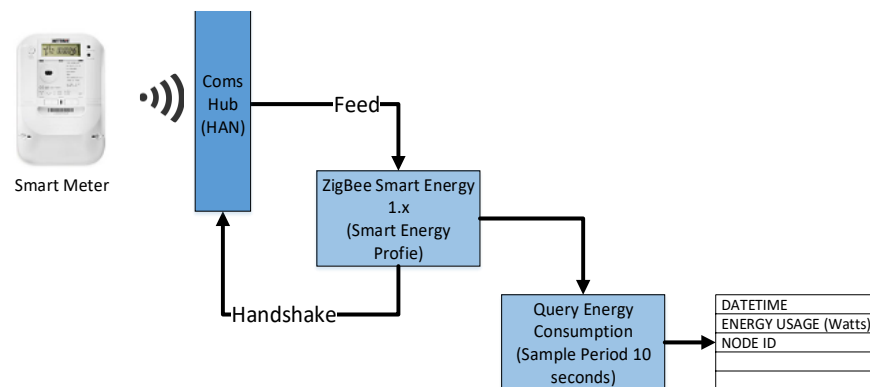 Smart Meter
Coms
Hub
(HAN)
Feed
ZigBee Smart Energy
1.x
(Smart Energy
Profie)
Handshake
Query Energy
Consumption
(Sample Period 10
seconds)
DATETIME
ENERGY USAGE (Watts)
NODE ID